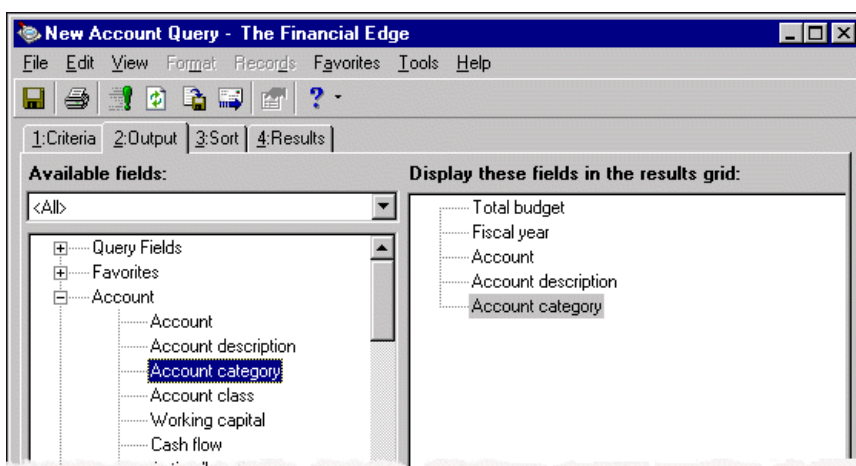 New Account Query - The Financial Edge
File Edit View Format Records Favorites Tools Help
1:Criteria 2:Output 3:Sort 4:Results
Available fields:
<All>
Query Fields
Favorites
Account
Account
Account description
Account category
Account class
Working capital
Cash flow
Display these fields in the results grid:
Total budget
Fiscal year
Account
Account description
Account category